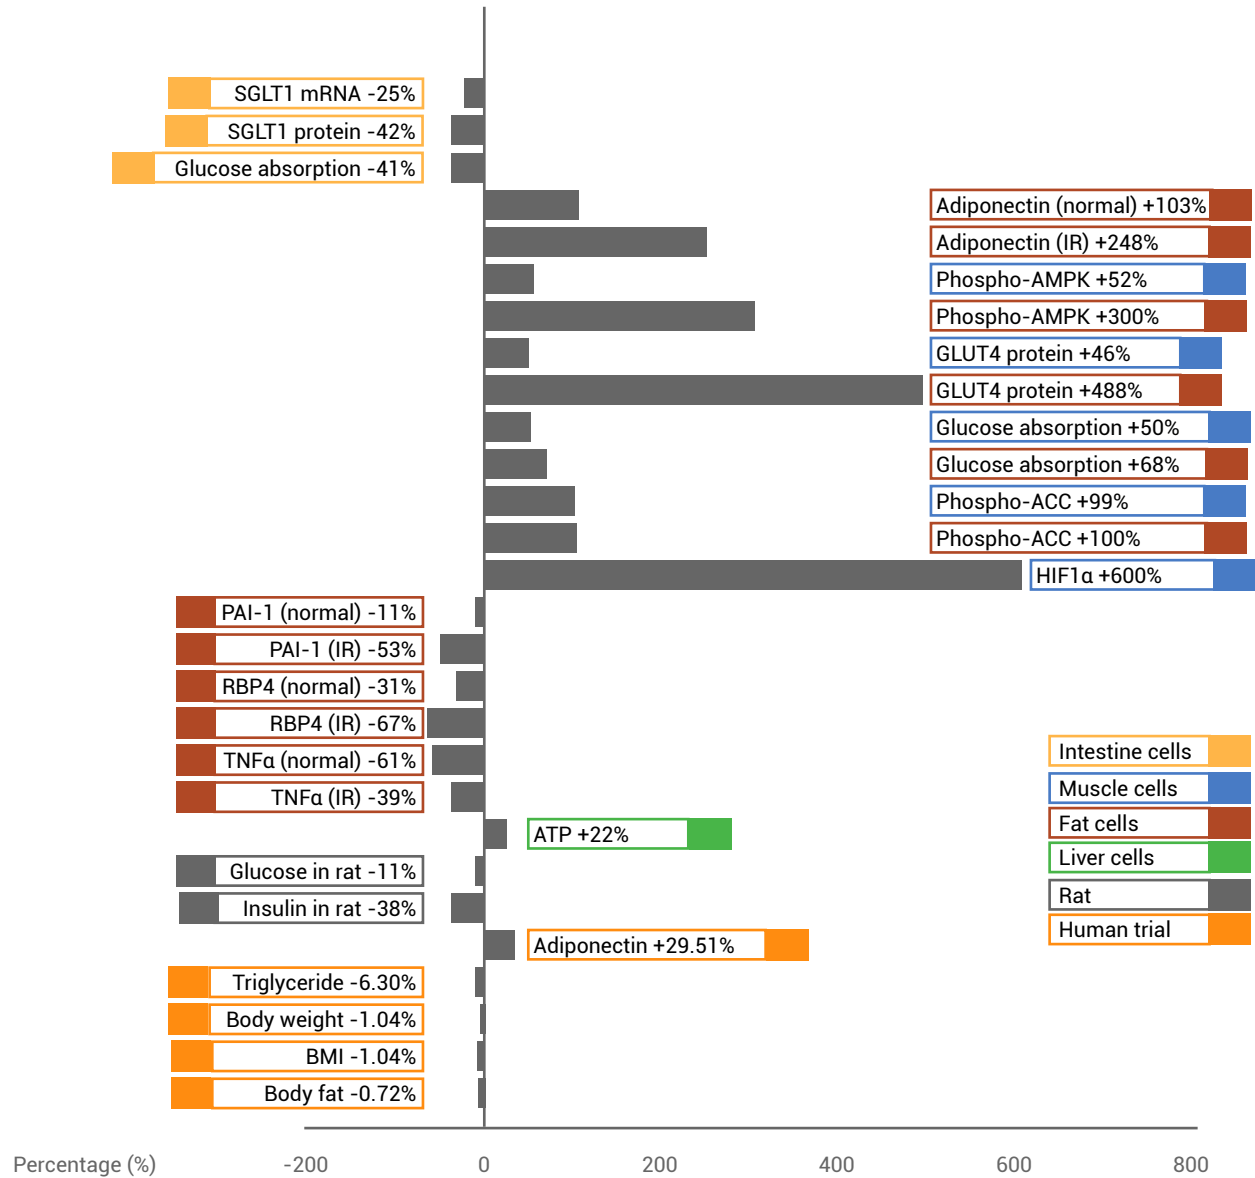 SGLT1 mRNA -25%
SGLT1 protein -42%
Glucose absorption -41%
Adiponectin (normal) +103%
Adiponectin (IR) +248%
Phospho-AMPK +52%
Phospho-AMPK +300%
GLUT4 protein +46%
GLUT4 protein +488%
Glucose absorption +50%
Glucose absorption +68%
Phospho-ACC +99%
Phospho-ACC +100%
HIF1α +600%
PAI-1 (normal) -11%
PAI-1 (IR) -53%
RBP4 (normal) -31%
RBP4 (IR) -67%
TNFα (normal) -61%
TNFα (IR) -39%
ATP +22%
Glucose in rat -11%
Insulin in rat -38%
Adiponectin +29.51%
Triglyceride -6.30%
Body weight -1.04%
BMI -1.04%
Body fat -0.72%
Intestine cells
Muscle cells
Fat cells
Liver cells
Rat
Human trial
Percentage (%) -200 0 200 400 600 800